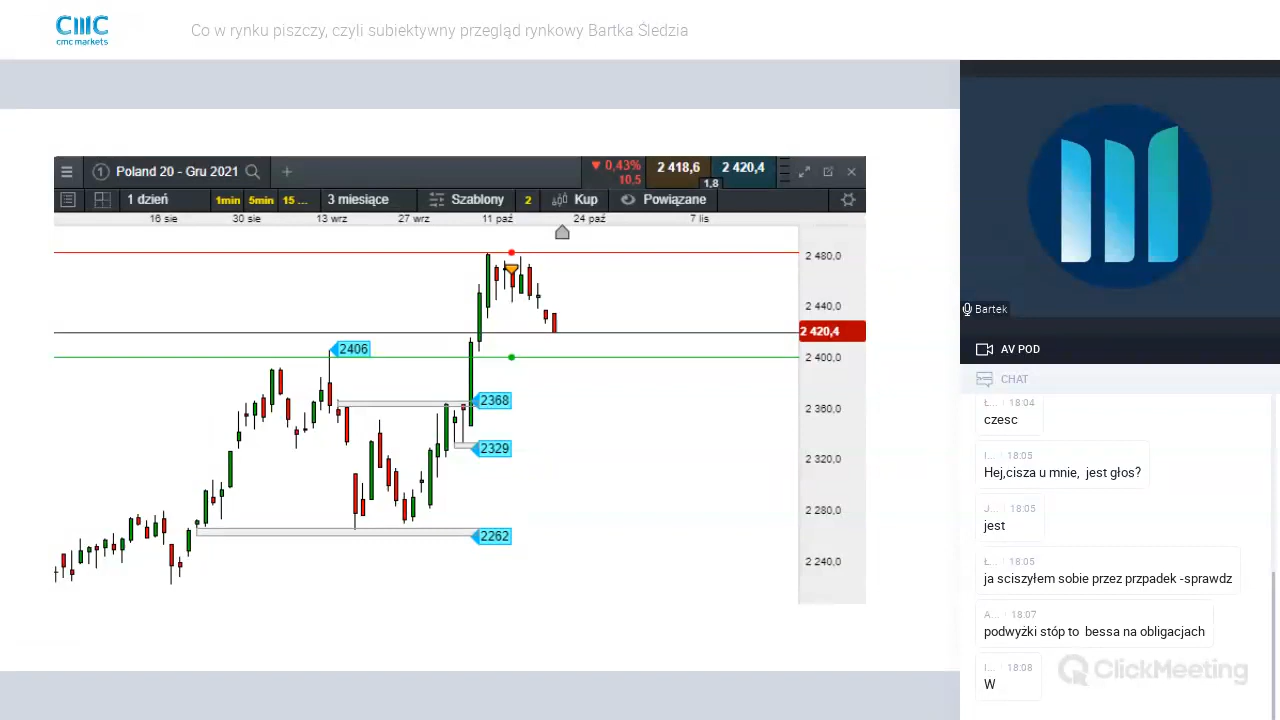 CMC
cmc markets
Co w rynku piszczy, czyli subiektywny przegląd rynkowy Bartka Śledzia
1 Poland 20 - Gru 2021 +
0,43% 2 418,6 2 420,4
10,5 1,8
1 dzień 1min 5min 15 ... 3 miesiące Szablony 2 Kup Powiązane
16 sie 30 sie 13 wrz 27 wrz 11 paź 24 paź 7 lis
2 480,0
2 440,0
2 420,4
2 400,0
2 360,0
2 320,0
2 280,0
2 240,0
2406
2368
2329
2262
Bartek
AV POD
CHAT
Ł... 18:04
czesc
I... 18:05
Hej,cisza u mnie, jest głos?
J... 18:05
jest
Ł... 18:05
ja sciszyłem sobie przez przpadek -sprawdz
A... 18:07
podwyżki stóp to bessa na obligacjach
I... 18:08
W
ClickMeeting